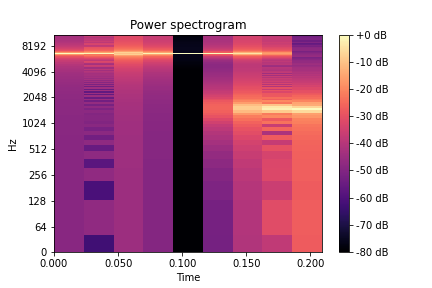 Power spectrogram
8192
4096
2048
1024
512
256
128
64
0
Hz
0.000 0.050 0.100 0.150 0.200
Time
+0 dB
-10 dB
-20 dB
-30 dB
-40 dB
-50 dB
-60 dB
-70 dB
-80 dB